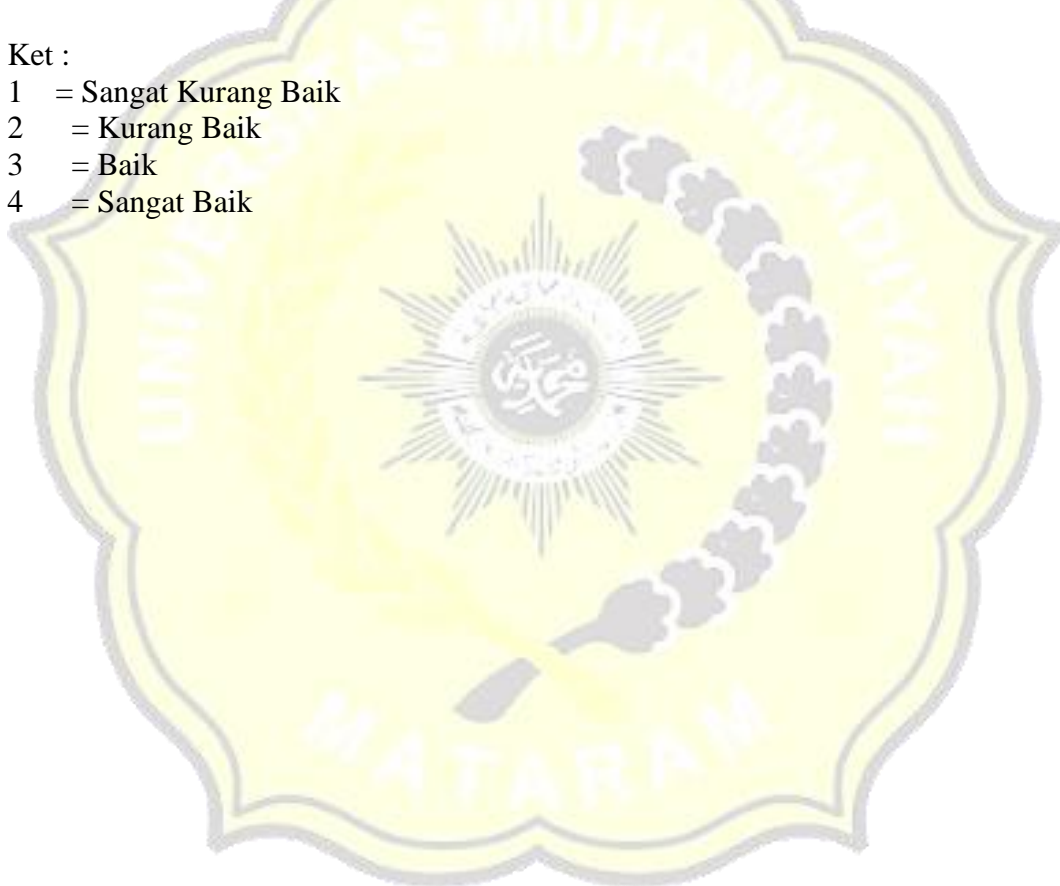 Ket :
1 = Sangat Kurang Baik
2 = Kurang Baik
3 = Baik
4 = Sangat Baik
UNIVERSITAS MUHAMMADIYAH
MATARAM